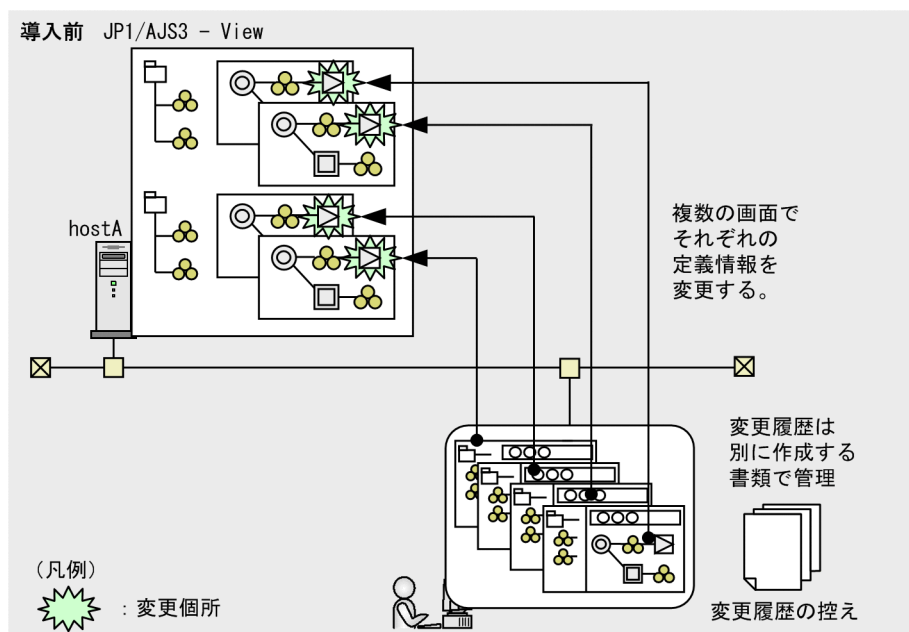 導入前　JP1/AJS3 - View
hostA
複数の画面で
それぞれの
定義情報を
変更する。
変更履歴は
別に作成する
書類で管理
変更履歴の控え
（凡例）
：変更個所